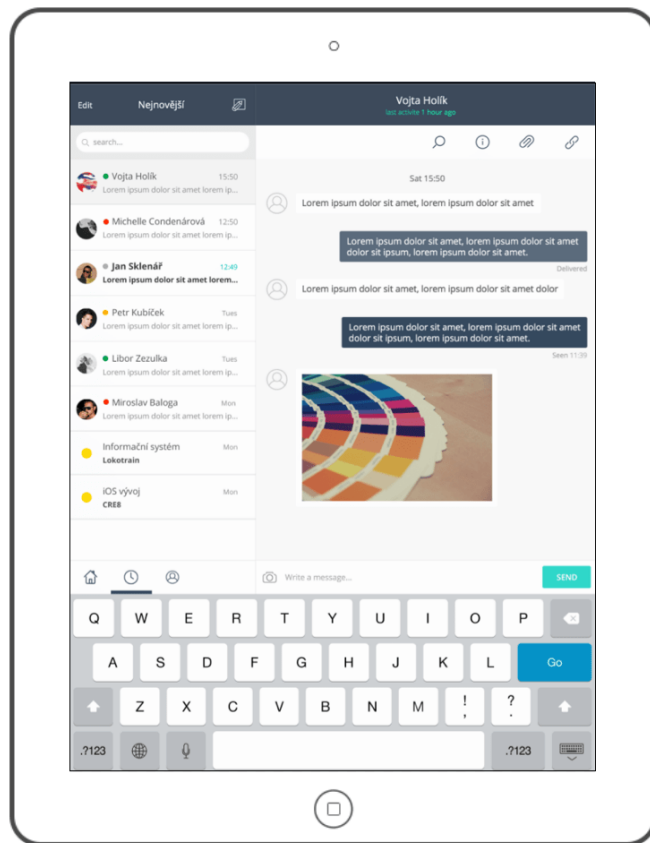 Edit
Nejnovější
search...
Vojta Holík 15:50
Lorem ipsum dolor sit amet lorem ip...
Michelle Condenárová 12:50
Lorem ipsum dolor sit amet lorem ip...
Jan Sklenář 12:49
Lorem ipsum dolor sit amet lorem...
Petr Kubíček Tues
Lorem ipsum dolor sit amet lorem ip...
Libor Zezulka Tues
Lorem ipsum dolor sit amet lorem ip...
Miroslav Baloga Mon
Lorem ipsum dolor sit amet lorem ip...
Informační systém Mon
Lokotrain
iOS vývoj Mon
CRE8
Vojta Holík
last activite 1 hour ago
Sat 15:50
Lorem ipsum dolor sit amet, lorem ipsum dolor sit amet
Lorem ipsum dolor sit amet, lorem ipsum dolor sit amet
dolor sit ipsum, lorem ipsum dolor sit amet.
Delivered
Lorem ipsum dolor sit amet, lorem ipsum dolor sit amet dolor
Lorem ipsum dolor sit amet, lorem ipsum dolor sit amet
dolor sit ipsum, lorem ipsum dolor sit amet.
Seen 11:39
Write a message...
SEND
Q W E R T Y U I O P
A S D F G H J K L Go
Z X C V B N M ! , ? .
.?123 .?123